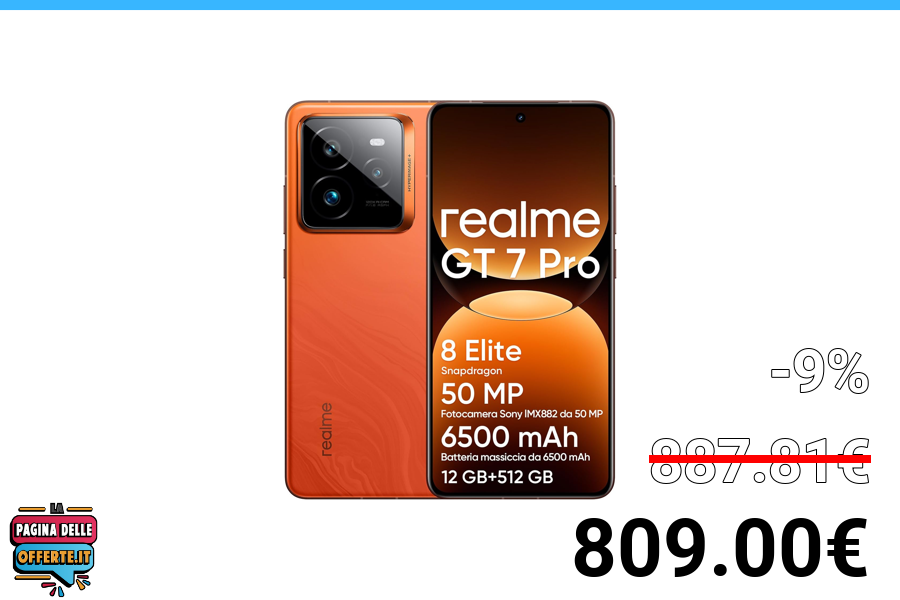 HYPERIMAGE+
realme
realme
GT 7 Pro
8 Elite
Snapdragon
50 MP
Fotocamera Sony IMX882 da 50 MP
6500 mAh
Batteria massiccia da 6500 mAh
12 GB+512 GB
-9%
887.81€
809.00€
LA
PAGINA DELLE
OFFERTE.IT